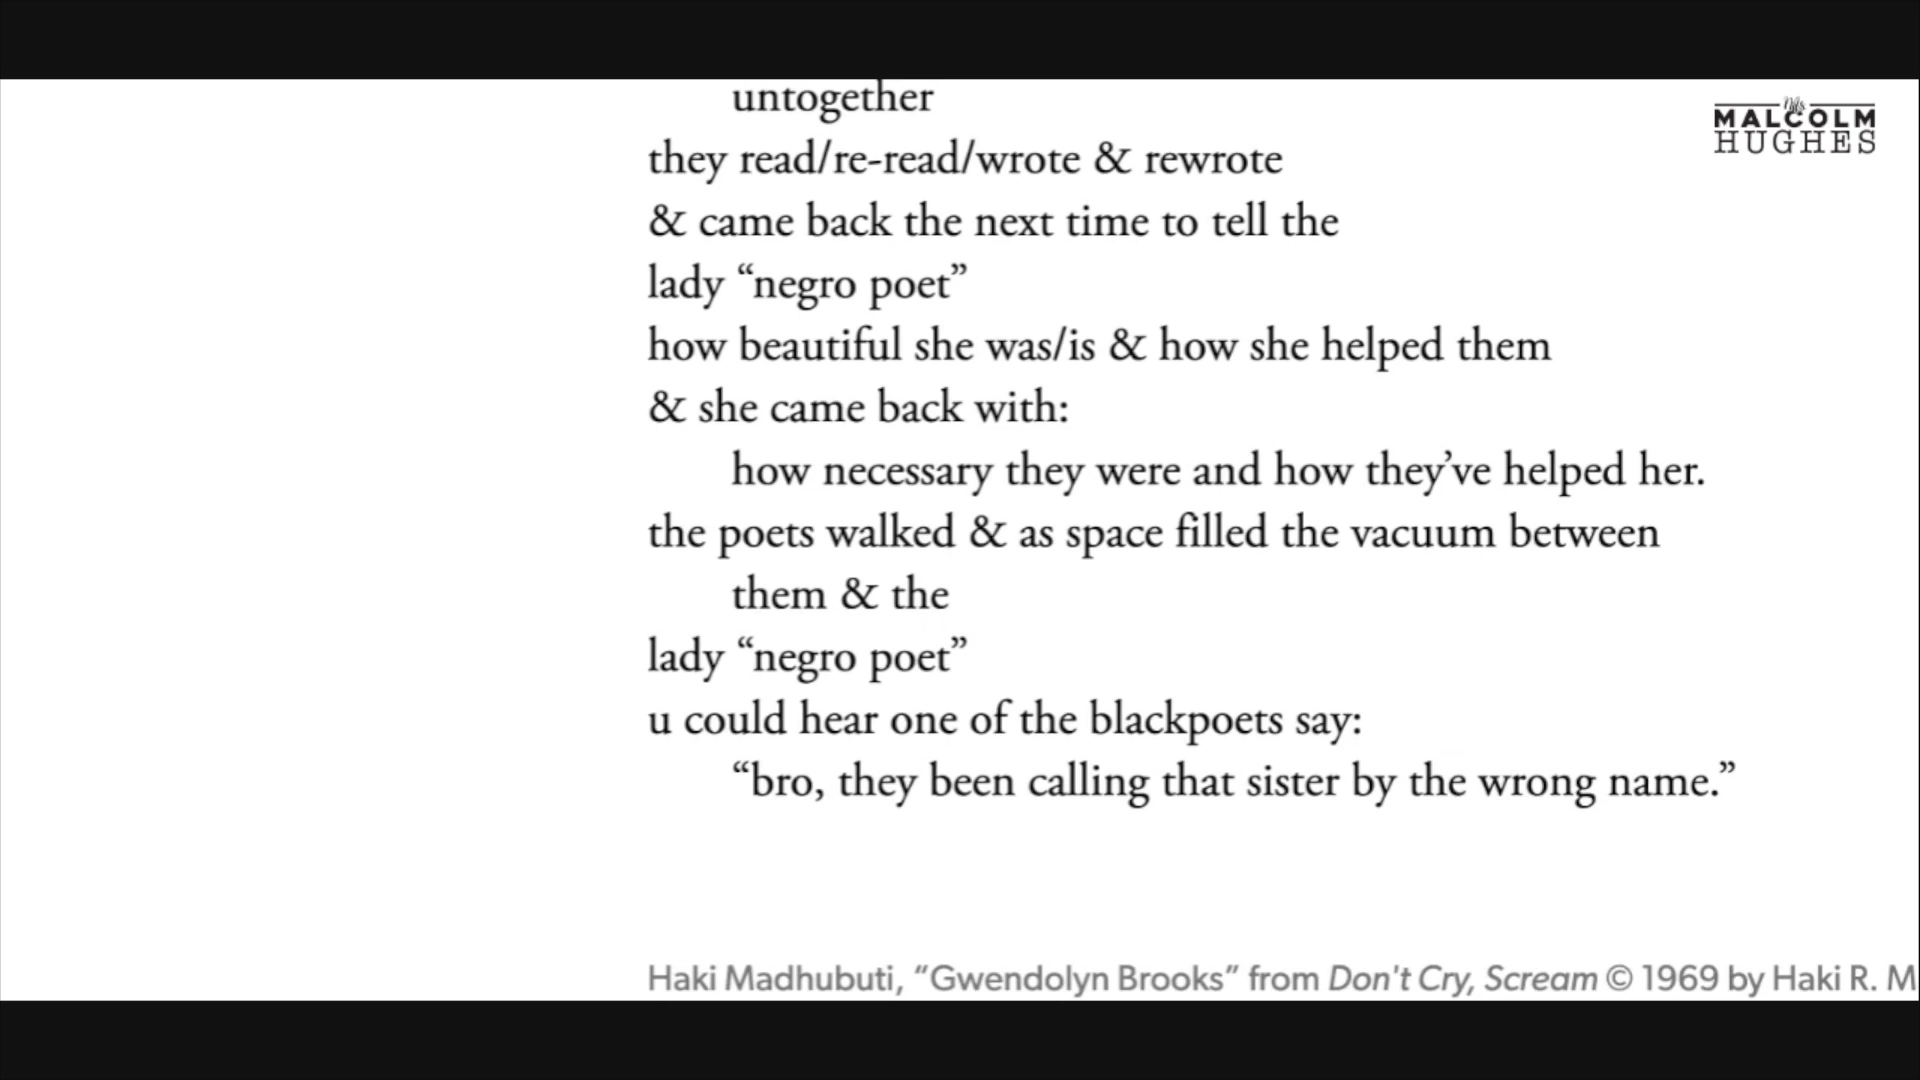 untogether
Mrs
MALCOLM
HUGHES
they read/re-read/wrote & rewrote
& came back the next time to tell the
lady “negro poet”
how beautiful she was/is & how she helped them
& she came back with:
how necessary they were and how they’ve helped her.
the poets walked & as space filled the vacuum between
them & the
lady “negro poet”
u could hear one of the blackpoets say:
“bro, they been calling that sister by the wrong name.”
Haki Madhubuti, “Gwendolyn Brooks” from Don't Cry, Scream © 1969 by Haki R. M